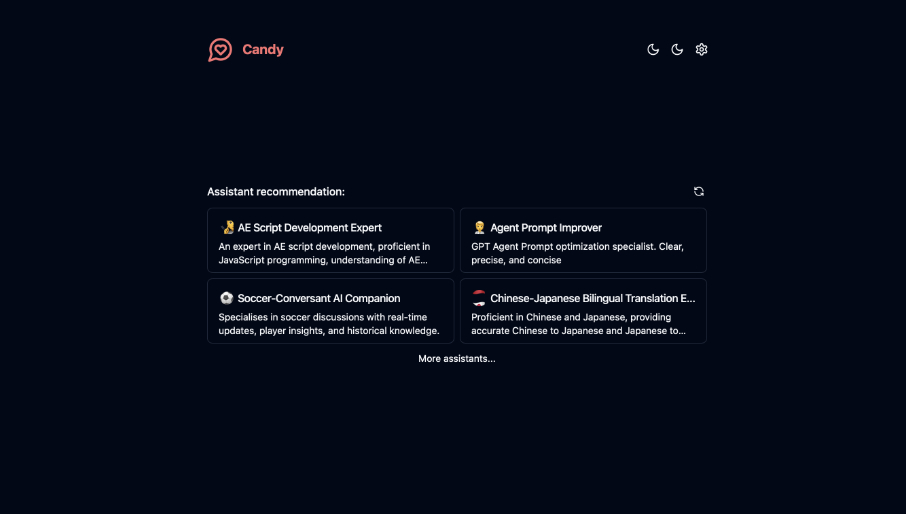 Candy
Assistant recommendation:
AE Script Development Expert
An expert in AE script development, proficient in
JavaScript programming, understanding of AE...
Agent Prompt Improver
GPT Agent Prompt optimization specialist. Clear,
precise, and concise
Soccer-Conversant AI Companion
Specialises in soccer discussions with real-time
updates, player insights, and historical knowledge.
Chinese-Japanese Bilingual Translation E...
Proficient in Chinese and Japanese, providing
accurate Chinese to Japanese and Japanese to...
More assistants...